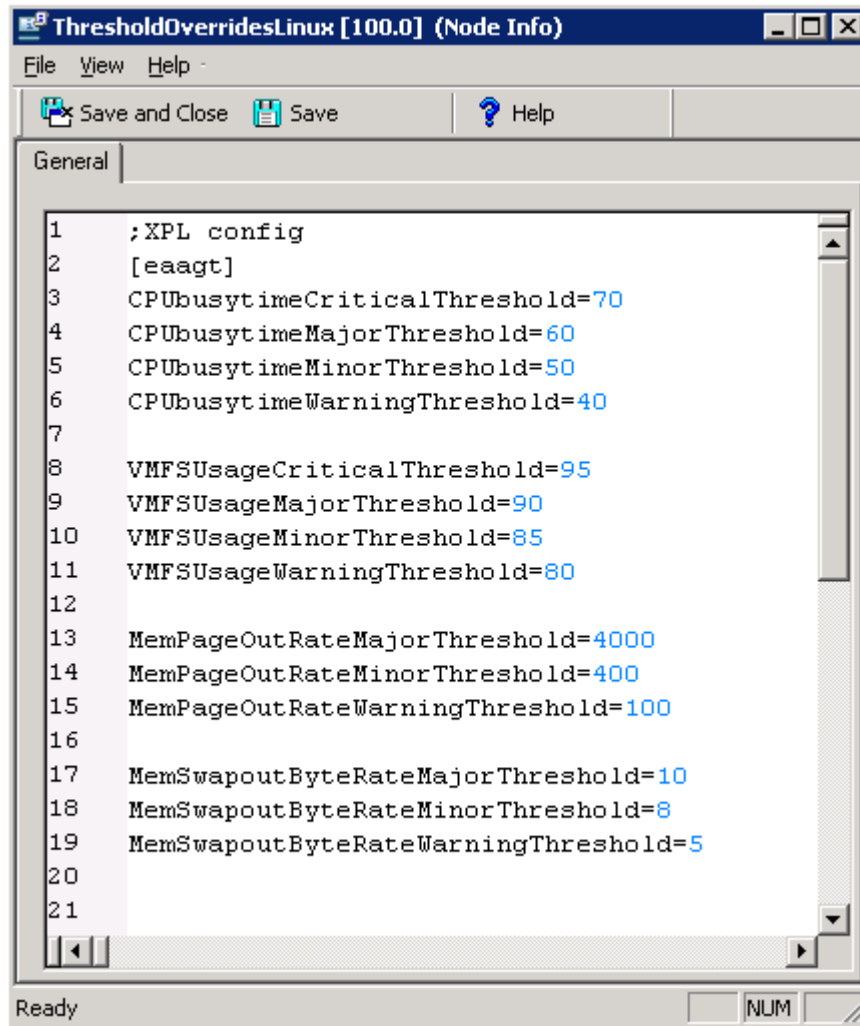 ThresholdOverridesLinux [100.0] (Node Info)
File View Help
Save and Close Save Help
General
1 ;XPL config
2 [eaagt]
3 CPUbusytimeCriticalThreshold=70
4 CPUbusytimeMajorThreshold=60
5 CPUbusytimeMinorThreshold=50
6 CPUbusytimeWarningThreshold=40
7
8 VMFSUsageCriticalThreshold=95
9 VMFSUsageMajorThreshold=90
10 VMFSUsageMinorThreshold=85
11 VMFSUsageWarningThreshold=80
12
13 MemPageOutRateMajorThreshold=4000
14 MemPageOutRateMinorThreshold=400
15 MemPageOutRateWarningThreshold=100
16
17 MemSwapoutByteRateMajorThreshold=10
18 MemSwapoutByteRateMinorThreshold=8
19 MemSwapoutByteRateWarningThreshold=5
20
21
Ready NUM